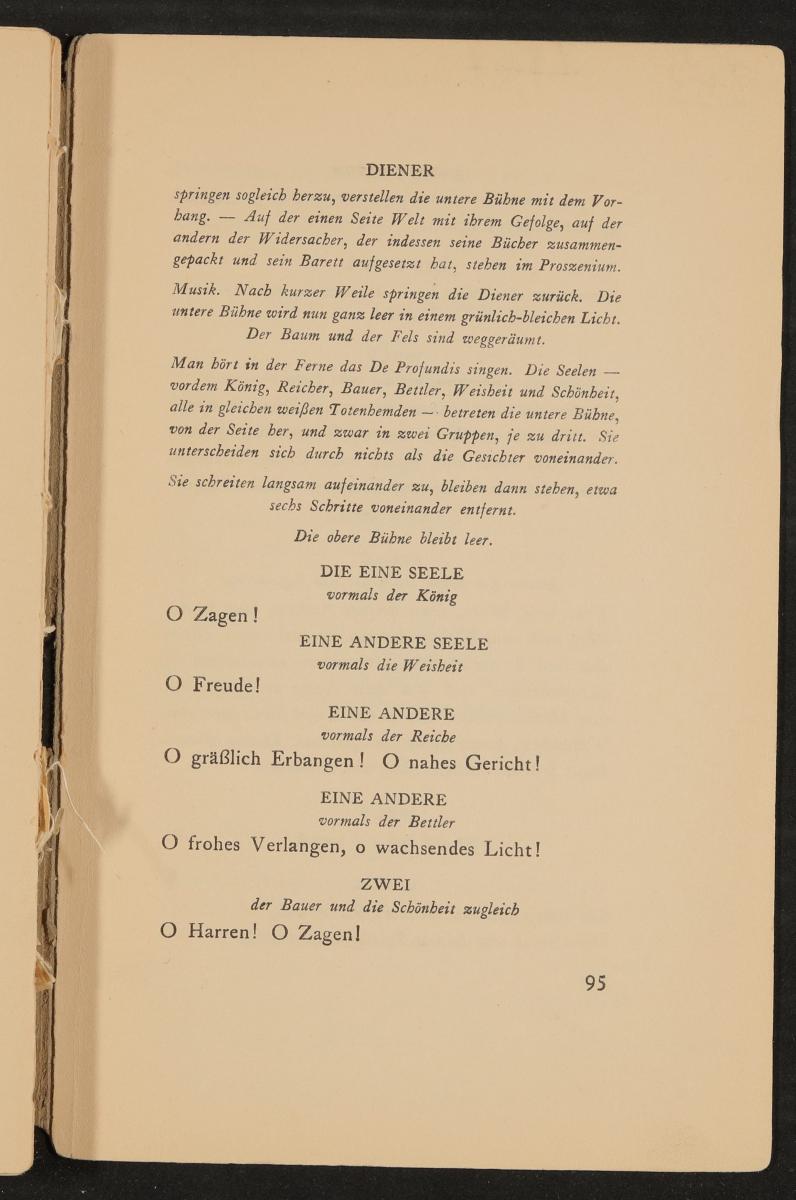 DIENER
springen sogleich herzu, verstellen die untere Bühne mit dem Vor-
hang. — Auf der einen Seite Welt mit ihrem Gefolge, auf der
andern der Widersacher, der indessen seine Bücher zusammen-
gepackt und sein Barett aufgesetzt hat, stehen im Proszenium.
Musik. Nach kurzer Weile springen die Diener zurück. Die
untere Bühne wird nun ganz leer in einem grünlich-bleichen Licht.
Der Baum und der Fels sind weggeräumt.
Man hört in der Ferne das De Profundis singen. Die Seelen —
vordem König, Reicher, Bauer, Bettler, Weisheit und Schönheit,
alle in gleichen weißen Totenhemden — betreten die untere Bühne,
von der Seite her, und zwar in zwei Gruppen, je zu dritt. Sie
unterscheiden sich durch nichts als die Gesichter voneinander.
Sie schreiten langsam aufeinander zu, bleiben dann stehen, etwa
sechs Schritte voneinander entfernt.
Die obere Bühne bleibt leer.
DIE EINE SEELE
vormals der König
O Zagen!
EINE ANDERE SEELE
vormals die Weisheit
O Freude!
EINE ANDERE
vormals der Reiche
O gräßlich Erbangen! O nahes Gericht!
EINE ANDERE
vormals der Bettler
O frohes Verlangen, o wachsendes Licht!
ZWEI
der Bauer und die Schönheit zugleich
O Harren! O Zagen!
95